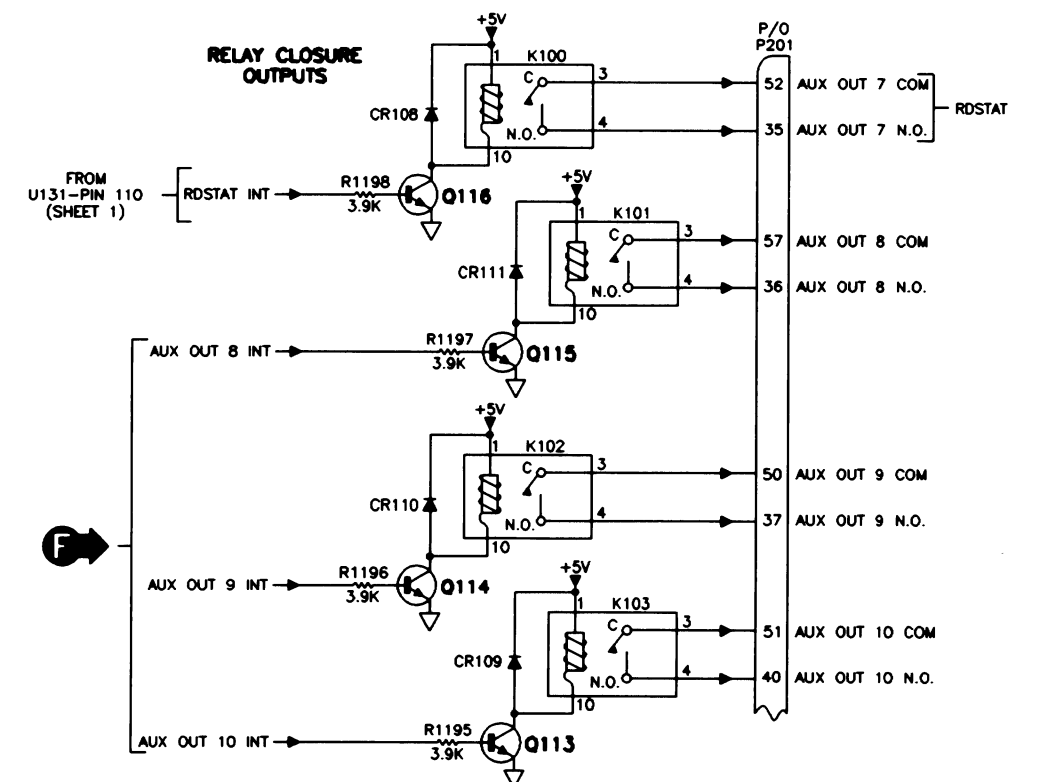 RELAY CLOSURE
OUTPUTS
+5V
P/O
P201
K100
1
C
3
52 AUX OUT 7 COM
CR108
RDSTAT
N.O.
4
35 AUX OUT 7 N.O.
10
FROM
U131-PIN 110
(SHEET 1)
RDSTAT INT
R1198
3.9K
Q116
+5V
K101
1
C
3
57 AUX OUT 8 COM
CR111
N.O.
4
36 AUX OUT 8 N.O.
10
AUX OUT 8 INT
R1197
3.9K
Q115
+5V
K102
1
C
3
50 AUX OUT 9 COM
CR110
N.O.
4
37 AUX OUT 9 N.O.
10
F
AUX OUT 9 INT
R1196
3.9K
Q114
+5V
K103
1
C
3
51 AUX OUT 10 COM
CR109
N.O.
4
40 AUX OUT 10 N.O.
10
AUX OUT 10 INT
R1195
3.9K
Q113